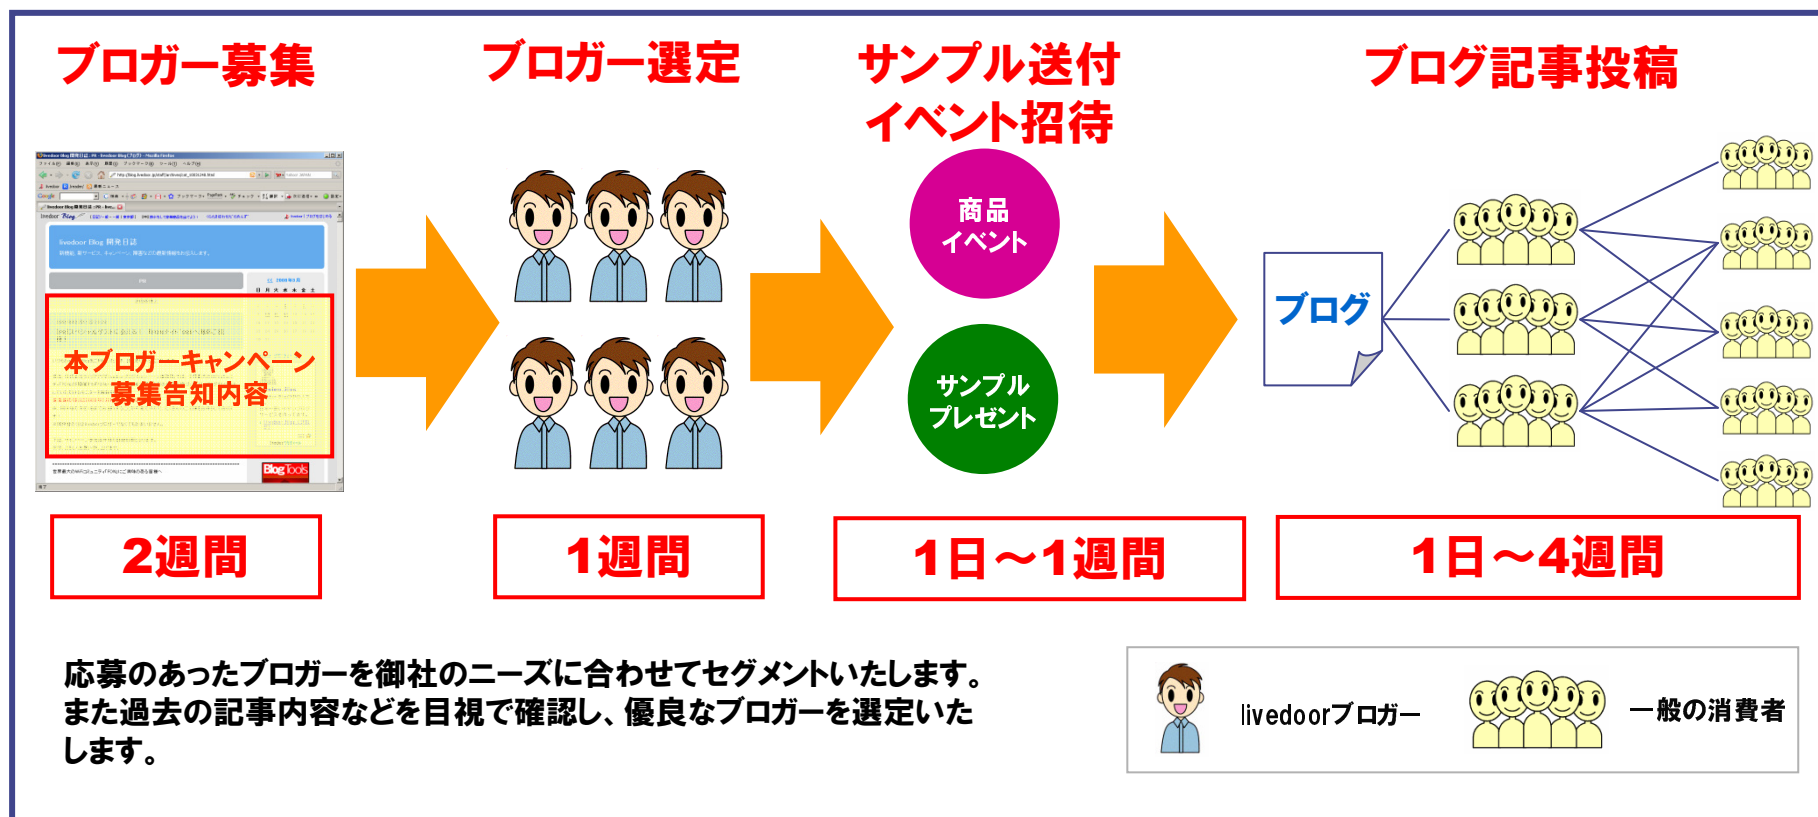 ブロガー募集
ブロガー選定
サンプル送付
イベント招待
ブログ記事投稿
livedoor Blog 開発日誌
PR
本ブロガーキャンペーン
募集告知内容
BlogTools
商品
イベント
サンプル
プレゼント
ブログ
2週間
1週間
1日～1週間
1日～4週間
応募のあったブロガーを御社のニーズに合わせてセグメントいたします。
また過去の記事内容などを目視で確認し、優良なブロガーを選定いた
します。
livedoorブロガー
一般の消費者